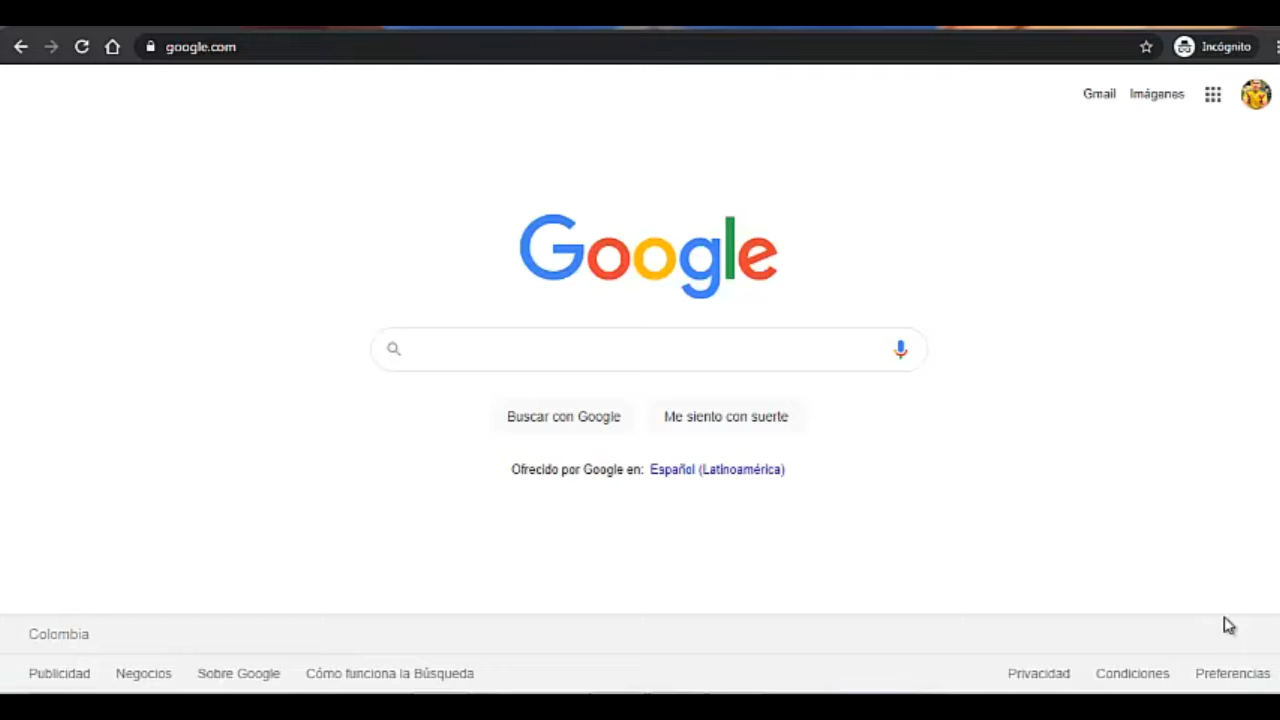 google.com
Incógnito
Gmail Imágenes
Google
Buscar con Google Me siento con suerte
Ofrecido por Google en: Español (Latinoamérica)
Colombia
Publicidad Negocios Sobre Google Cómo funciona la Búsqueda Privacidad Condiciones Preferencias